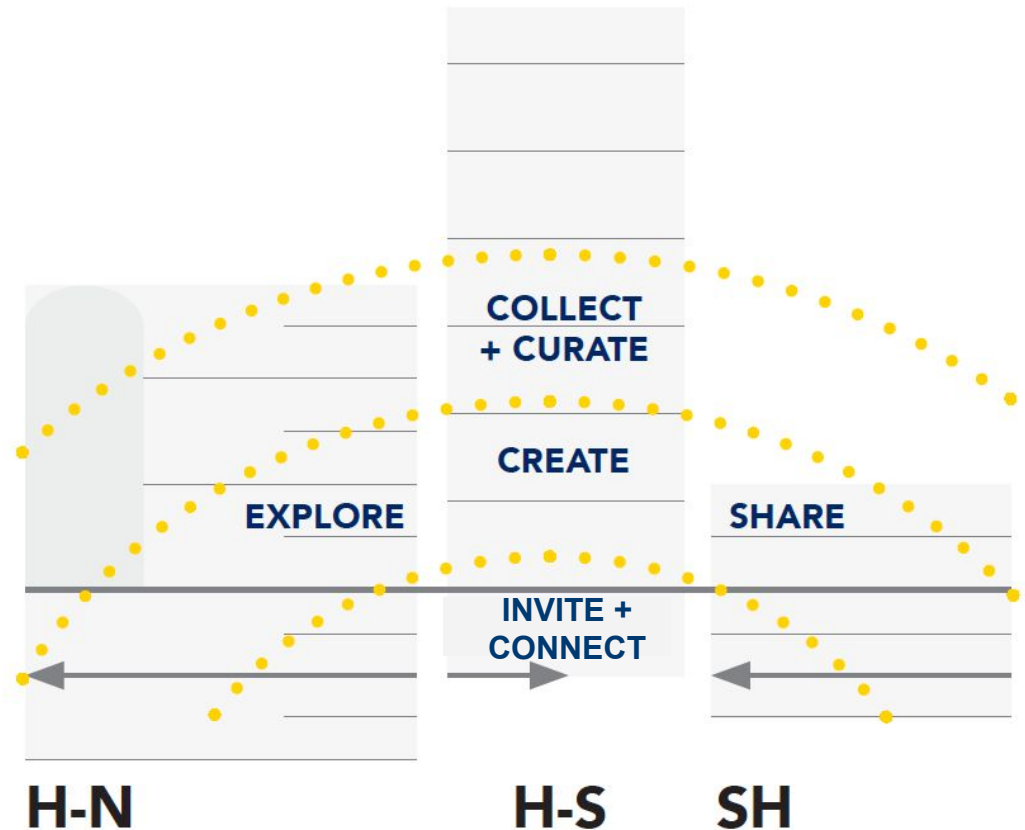 COLLECT
+ CURATE
CREATE
EXPLORE
SHARE
INVITE +
CONNECT
H-N
H-S
SH